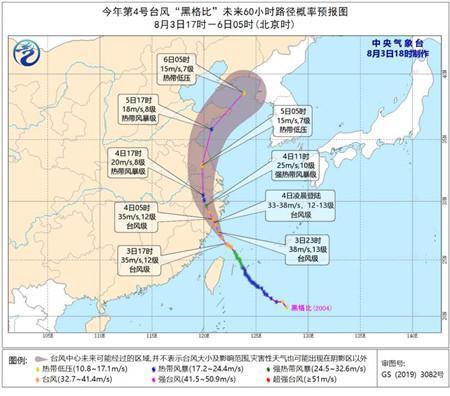 今年第4号台风“黑格比”未来60小时路径概率预报图
8月3日17时—6日05时(北京时)
中央气象台
8月3日18时制作
6日05时
15m/s,7级
热带低压
5日17时
18m/s,8级
热带风暴级
5日05时
15m/s,7级
热带低压
4日17时
20m/s,8级
热带风暴级
4日11时
25m/s,10级
强热带风暴级
4日凌晨登陆
33-38m/s, 12-13级
台风级
4日05时
35m/s,12级
台风级
3日23时
38m/s,13级
台风级
3日17时
35m/s,12级
台风级
黑格比(2004)
40°N
35°N
30°N
25°N
20°N
105°E
110°E
115°E
120°E
125°E
130°E
135°E
140°E
图例:
台风中心未来可能经过的区域,并不表示台风大小及影响范围,灾害性天气也可能出现在阴影区以外
热带低压(10.8~17.1m/s)
热带风暴(17.2~24.4m/s)
强热带风暴(24.5~32.6m/s)
台风(32.7~41.4m/s)
强台风(41.5~50.9m/s)
超强台风(≥51m/s)
审图号:
GS (2019) 3082号